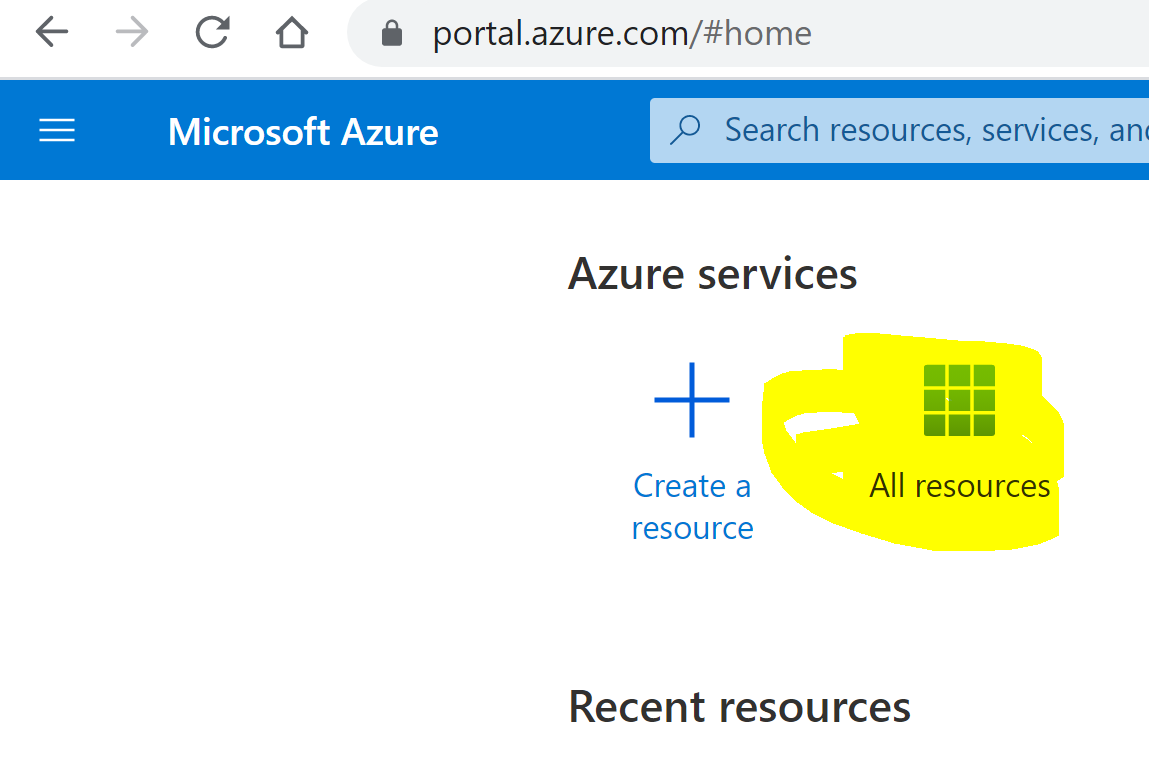 portal.azure.com/#home
Microsoft Azure
Search resources, services, and
Azure services
Create a
resource
All resources
Recent resources